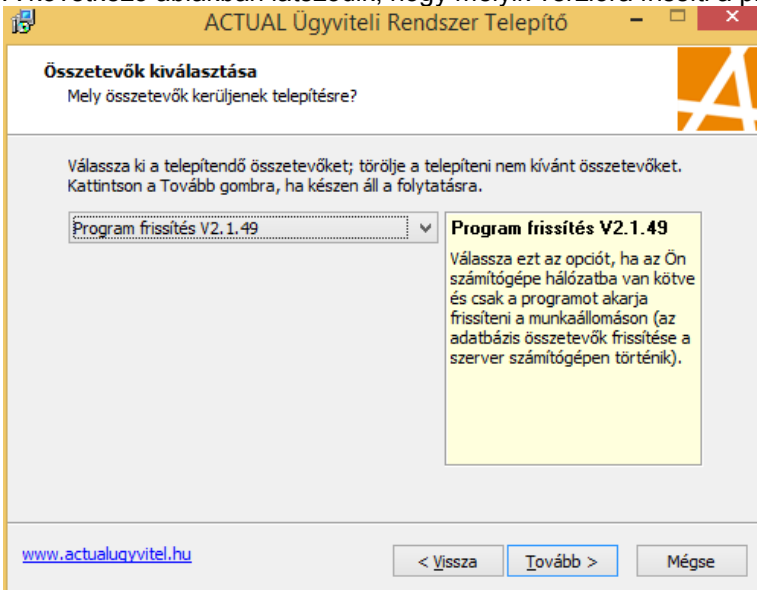 ACTUAL Ügyviteli Rendszer Telepítő
Összetevők kiválasztása
Mely összetevők kerüljenek telepítésre?
Válassza ki a telepítendő összetevőket; törölje a telepíteni nem kívánt összetevőket.
Kattintson a Tovább gombra, ha készen áll a folytatásra.
Program frissítés V2.1.49
Program frissítés V2.1.49
Válassza ezt az opciót, ha az Ön
számítógépe hálózatba van kötve
és csak a programot akarja
frissíteni a munkaállomáson (az
adatbázis összetevők frissítése a
szerver számítógépen történik).
www.actualugyvitel.hu
< Vissza
Tovább >
Mégse